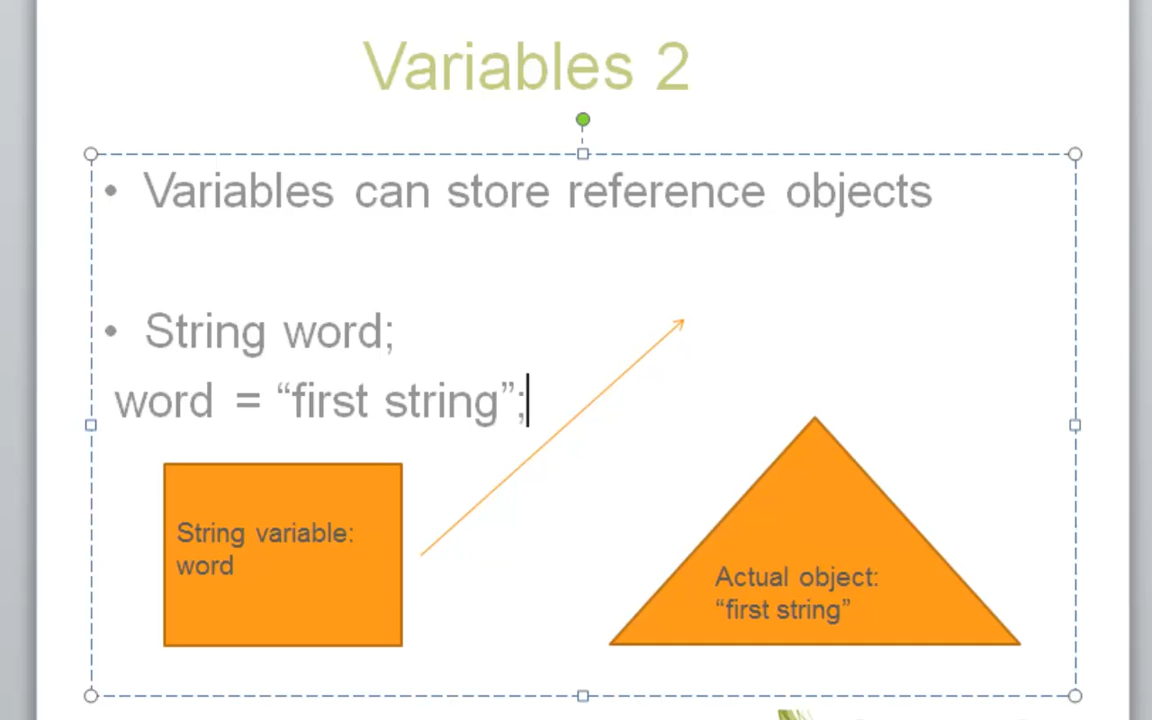 Variables 2
• Variables can store reference objects
• String word;
word = “first string”;
String variable:
word
Actual object:
“first string”